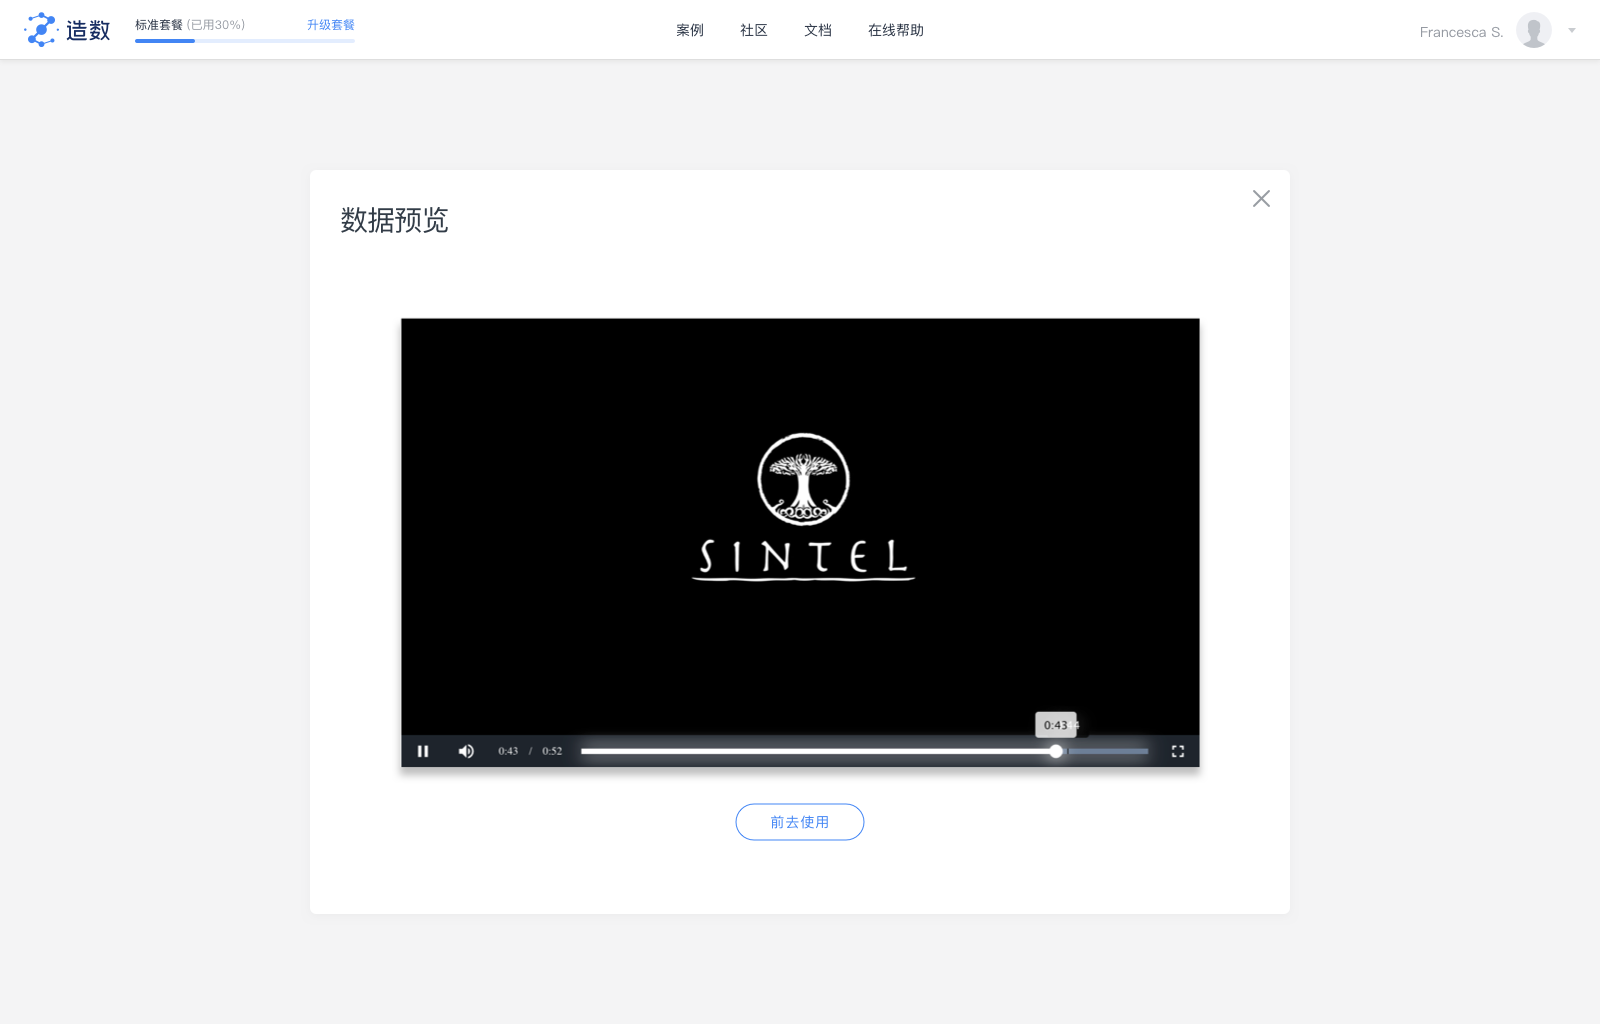 造数
标准套餐 (已用30%)
升级套餐
案例
社区
文档
在线帮助
Francesca S.
数据预览
SINTEL
0:43
0:43 / 0:52
前去使用